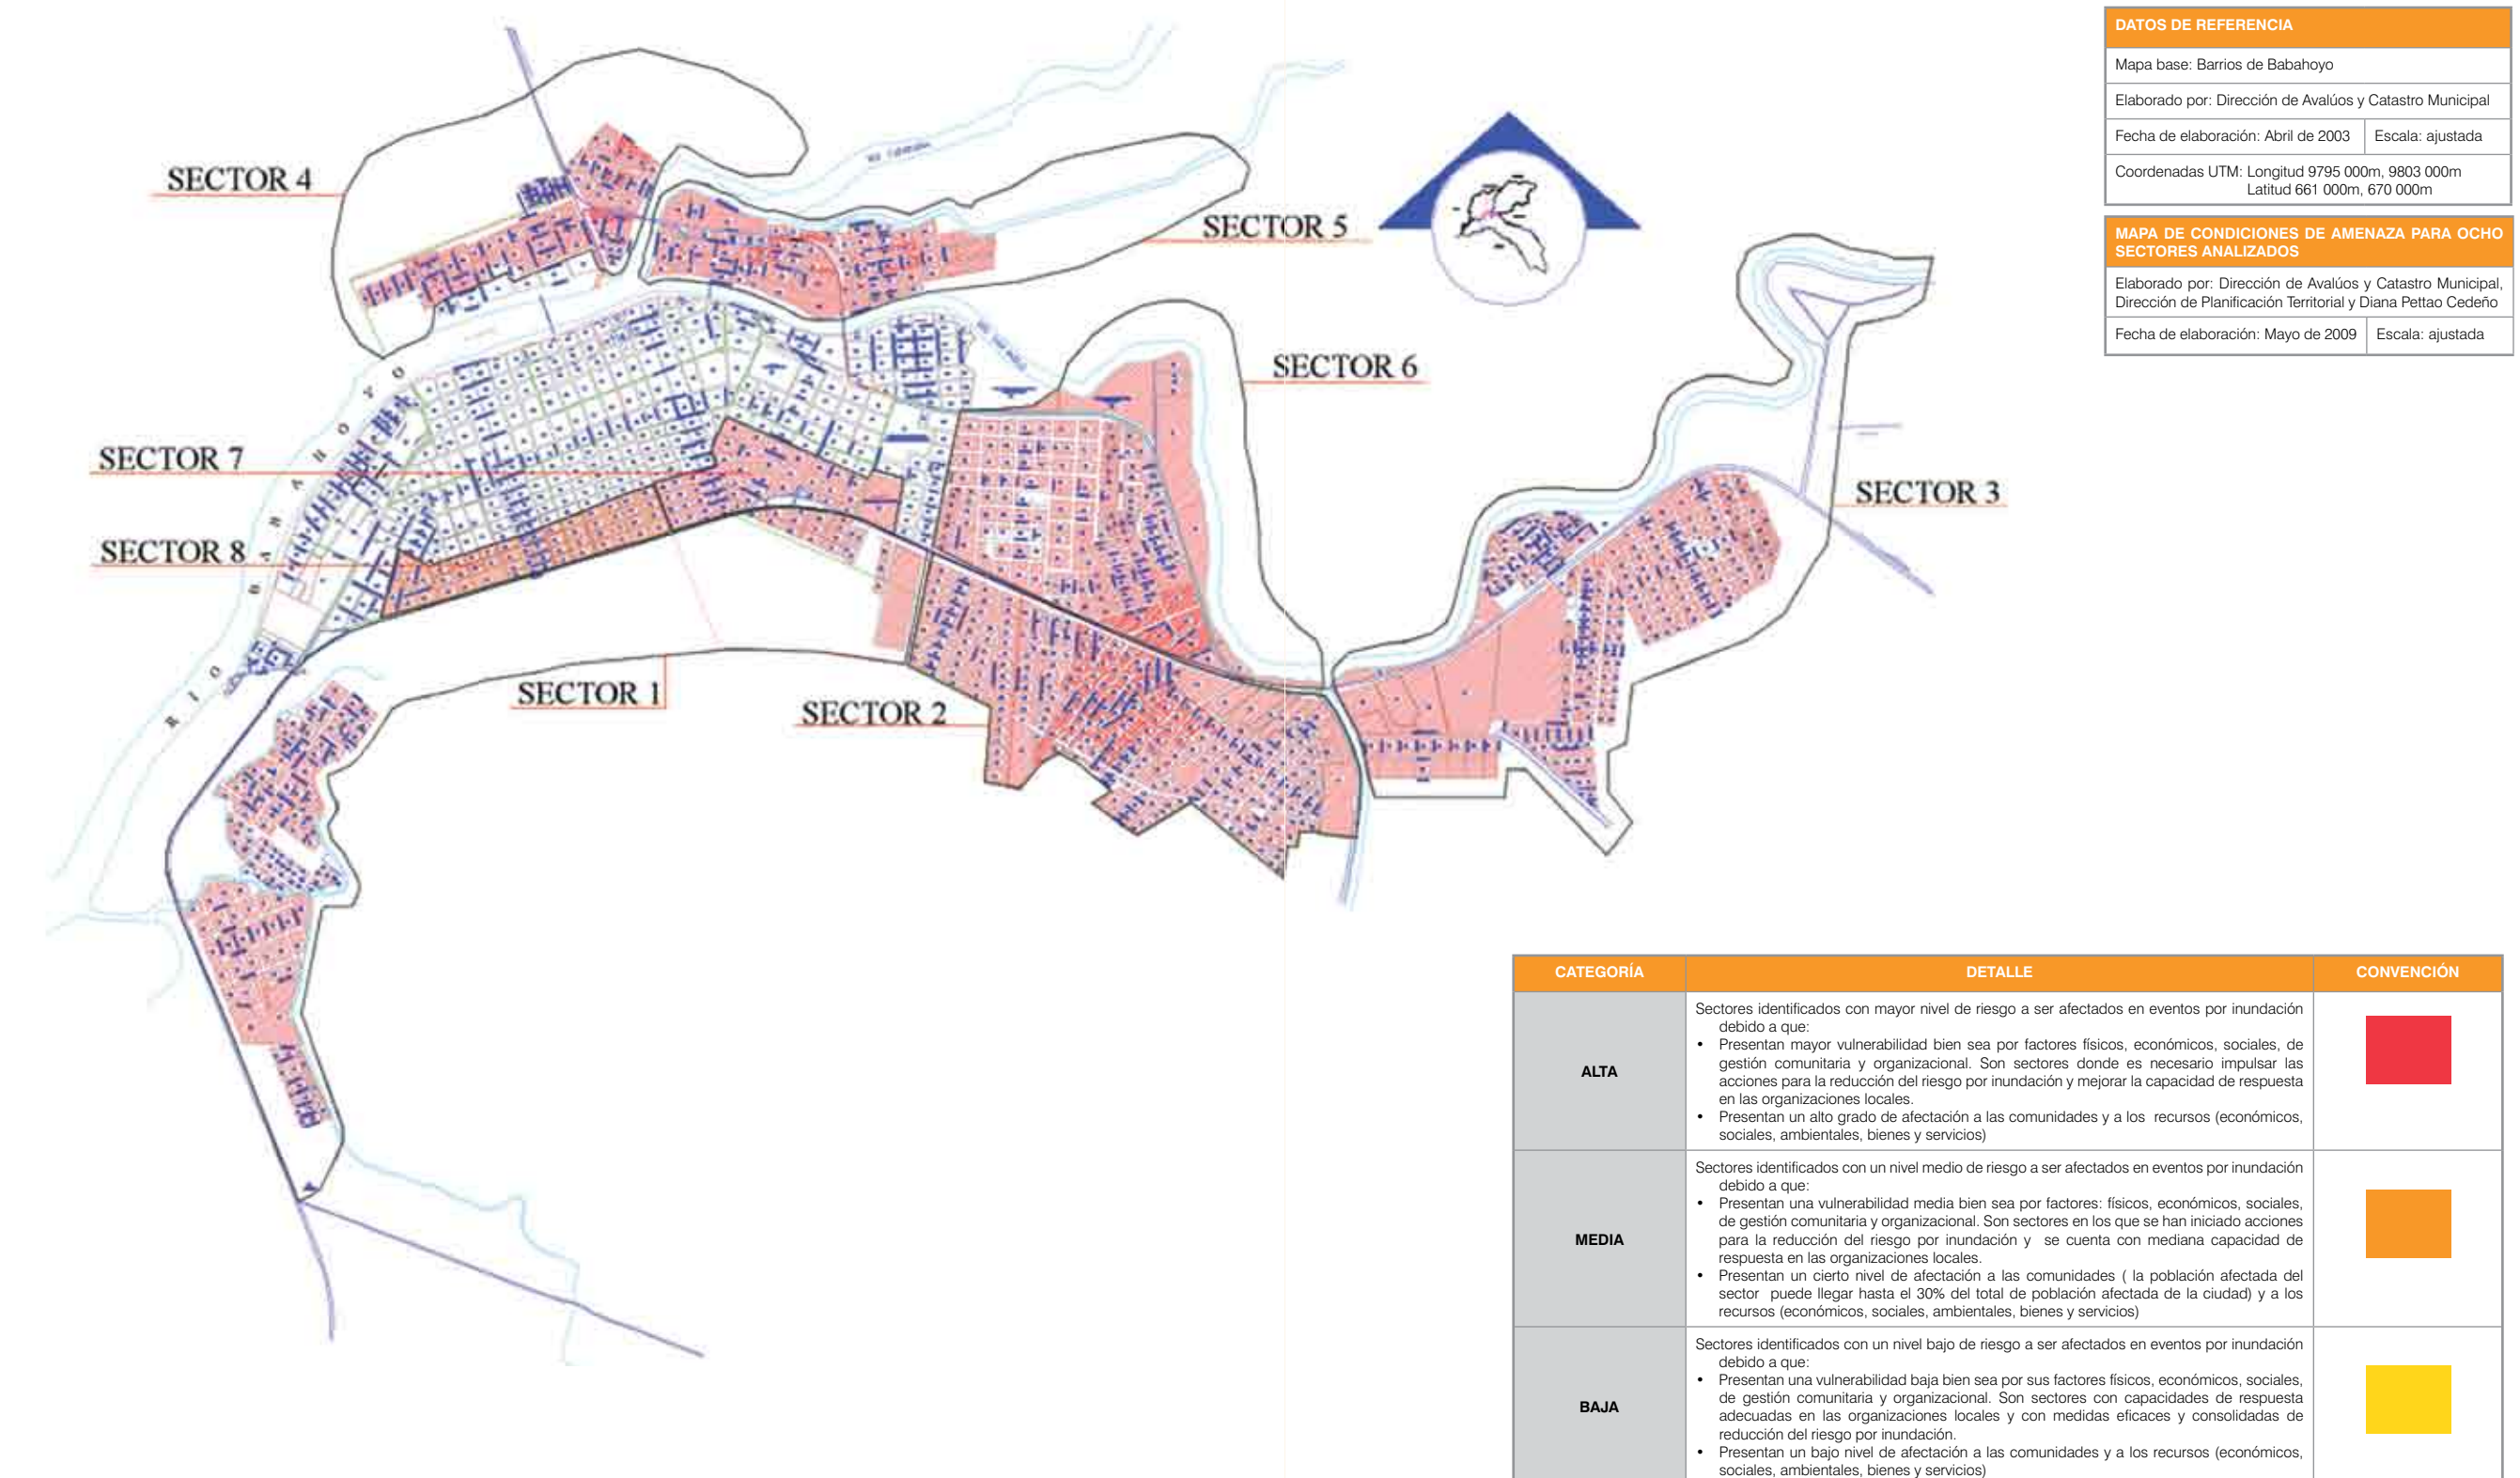 DATOS DE REFERENCIA
Mapa base: Barrios de Babahoyo
Elaborado por: Dirección de Avalúos y Catastro Municipal
Fecha de elaboración: Abril de 2003
Escala: ajustada
Coordenadas UTM: Longitud 9795 000m, 9803 000m
Latitud 661 000m, 670 000m
MAPA DE CONDICIONES DE AMENAZA PARA OCHO
SECTORES ANALIZADOS
Elaborado por: Dirección de Avalúos y Catastro Municipal,
Dirección de Planificación Territorial y Diana Pettao Cedeño
Fecha de elaboración: Mayo de 2009
Escala: ajustada
SECTOR 4
SECTOR 5
SECTOR 6
SECTOR 7
SECTOR 3
SECTOR 8
RIO BABAHOYO
SECTOR 1
SECTOR 2
CATEGORÍA
DETALLE
CONVENCIÓN
ALTA
Sectores identificados con mayor nivel de riesgo a ser afectados en eventos por inundación
debido a que:
• Presentan mayor vulnerabilidad bien sea por factores físicos, económicos, sociales, de
gestión comunitaria y organizacional. Son sectores donde es necesario impulsar las
acciones para la reducción del riesgo por inundación y mejorar la capacidad de respuesta
en las organizaciones locales.
• Presentan un alto grado de afectación a las comunidades y a los recursos (económicos,
sociales, ambientales, bienes y servicios)
MEDIA
Sectores identificados con un nivel medio de riesgo a ser afectados en eventos por inundación
debido a que:
• Presentan una vulnerabilidad media bien sea por factores: físicos, económicos, sociales,
de gestión comunitaria y organizacional. Son sectores en los que se han iniciado acciones
para la reducción del riesgo por inundación y se cuenta con mediana capacidad de
respuesta en las organizaciones locales.
• Presentan un cierto nivel de afectación a las comunidades ( la población afectada del
sector puede llegar hasta el 30% del total de población afectada de la ciudad) y a los
recursos (económicos, sociales, ambientales, bienes y servicios)
BAJA
Sectores identificados con un nivel bajo de riesgo a ser afectados en eventos por inundación
debido a que:
• Presentan una vulnerabilidad baja bien sea por sus factores físicos, económicos, sociales,
de gestión comunitaria y organizacional. Son sectores con capacidades de respuesta
adecuadas en las organizaciones locales y con medidas eficaces y consolidadas de
reducción del riesgo por inundación.
• Presentan un bajo nivel de afectación a las comunidades y a los recursos (económicos,
sociales, ambientales, bienes y servicios)